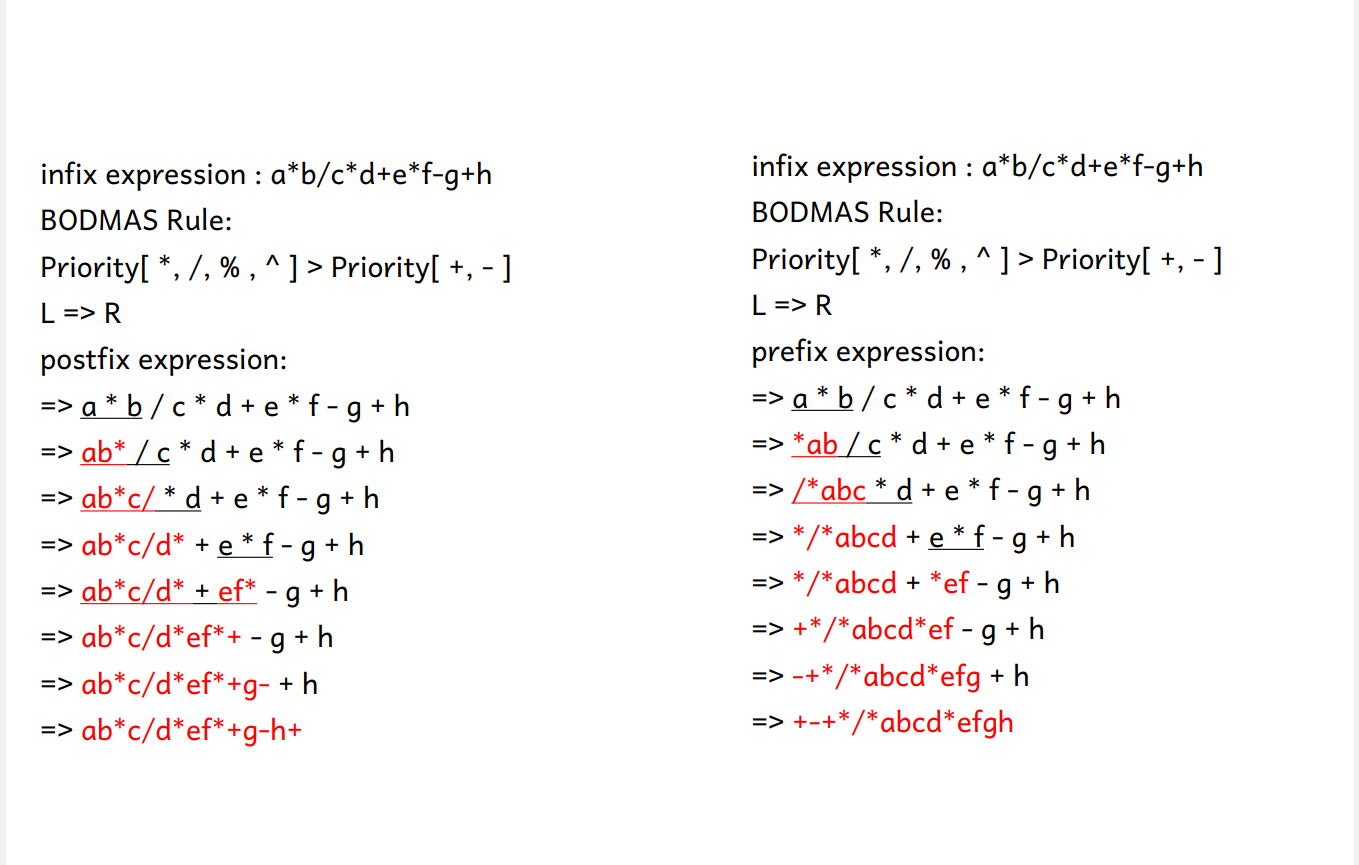 infix expression : a*b/c*d+e*f-g+h
BODMAS Rule:
Priority[ *, /, % , ^ ] > Priority[ +, - ]
L => R
postfix expression:
=> a * b / c * d + e * f - g + h
=> ab* / c * d + e * f - g + h
=> ab*c/ * d + e * f - g + h
=> ab*c/d* + e * f - g + h
=> ab*c/d* + ef* - g + h
=> ab*c/d*ef*+ - g + h
=> ab*c/d*ef*+g- + h
=> ab*c/d*ef*+g-h+
infix expression : a*b/c*d+e*f-g+h
BODMAS Rule:
Priority[ *, /, % , ^ ] > Priority[ +, - ]
L => R
prefix expression:
=> a * b / c * d + e * f - g + h
=> *ab / c * d + e * f - g + h
=> /*abc * d + e * f - g + h
=> */*abcd + e * f - g + h
=> */*abcd + *ef - g + h
=> +*/*abcd*ef - g + h
=> -+*/*abcd*efg + h
=> +-+*/*abcd*efgh